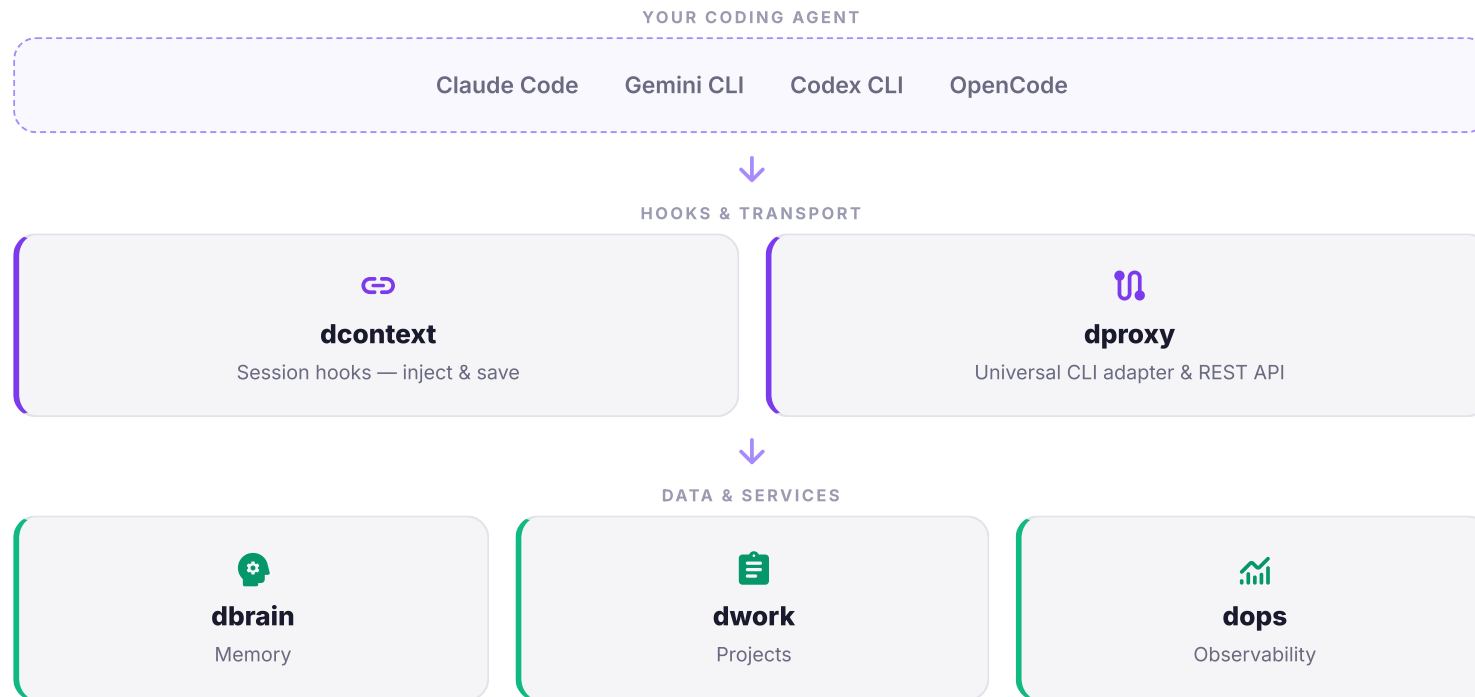 YOUR CODING AGENT
Claude Code Gemini CLI Codex CLI OpenCode
HOOKS & TRANSPORT
dcontext
Session hooks — inject & save
dproxy
Universal CLI adapter & REST API
DATA & SERVICES
dbrain
Memory
dwork
Projects
dops
Observability